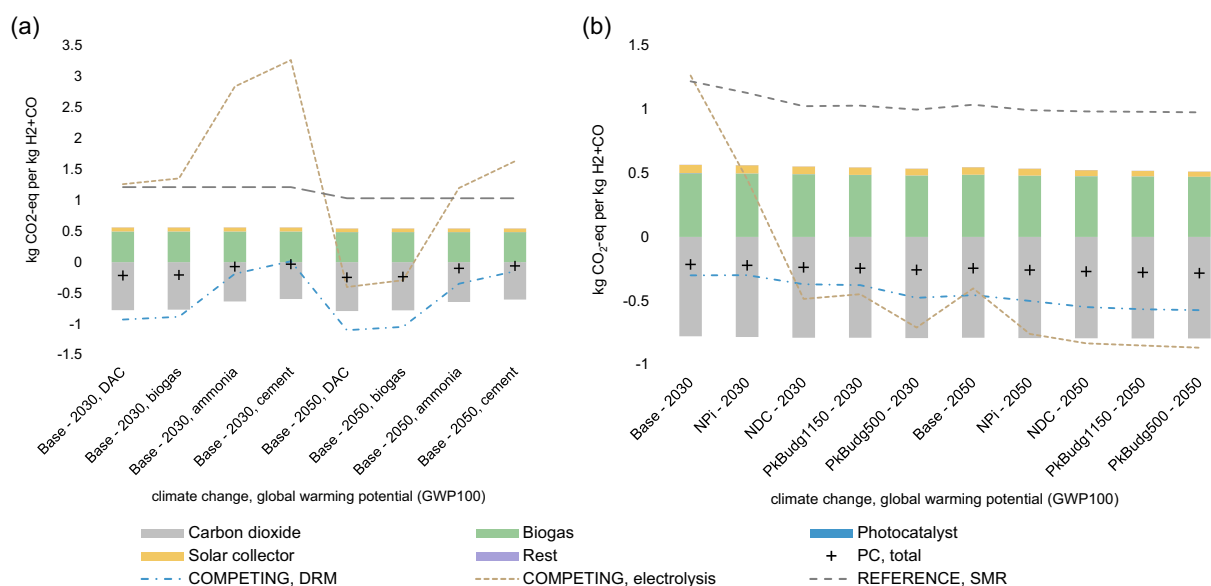 (a)
3.5
3
2.5
2
1.5
1
0.5
0
-0.5
-1
-1.5
kg CO2-eq per kg H2+CO
Base - 2030, DAC
Base - 2030, biogas
Base - 2030, ammonia
Base - 2030, cement
Base - 2050, DAC
Base - 2050, biogas
Base - 2050, ammonia
Base - 2050, cement
climate change, global warming potential (GWP100)
(b)
1.5
1
0.5
0
-0.5
-1
kg CO₂-eq per kg H2+CO
Base - 2030
NPi - 2030
NDC - 2030
PkBudg1150 - 2030
PkBudg500 - 2030
Base - 2050
NPi - 2050
NDC - 2050
PkBudg1150 - 2050
PkBudg500 - 2050
climate change, global warming potential (GWP100)
Carbon dioxide
Biogas
Photocatalyst
Solar collector
Rest
PC, total
COMPETING, DRM
COMPETING, electrolysis
REFERENCE, SMR